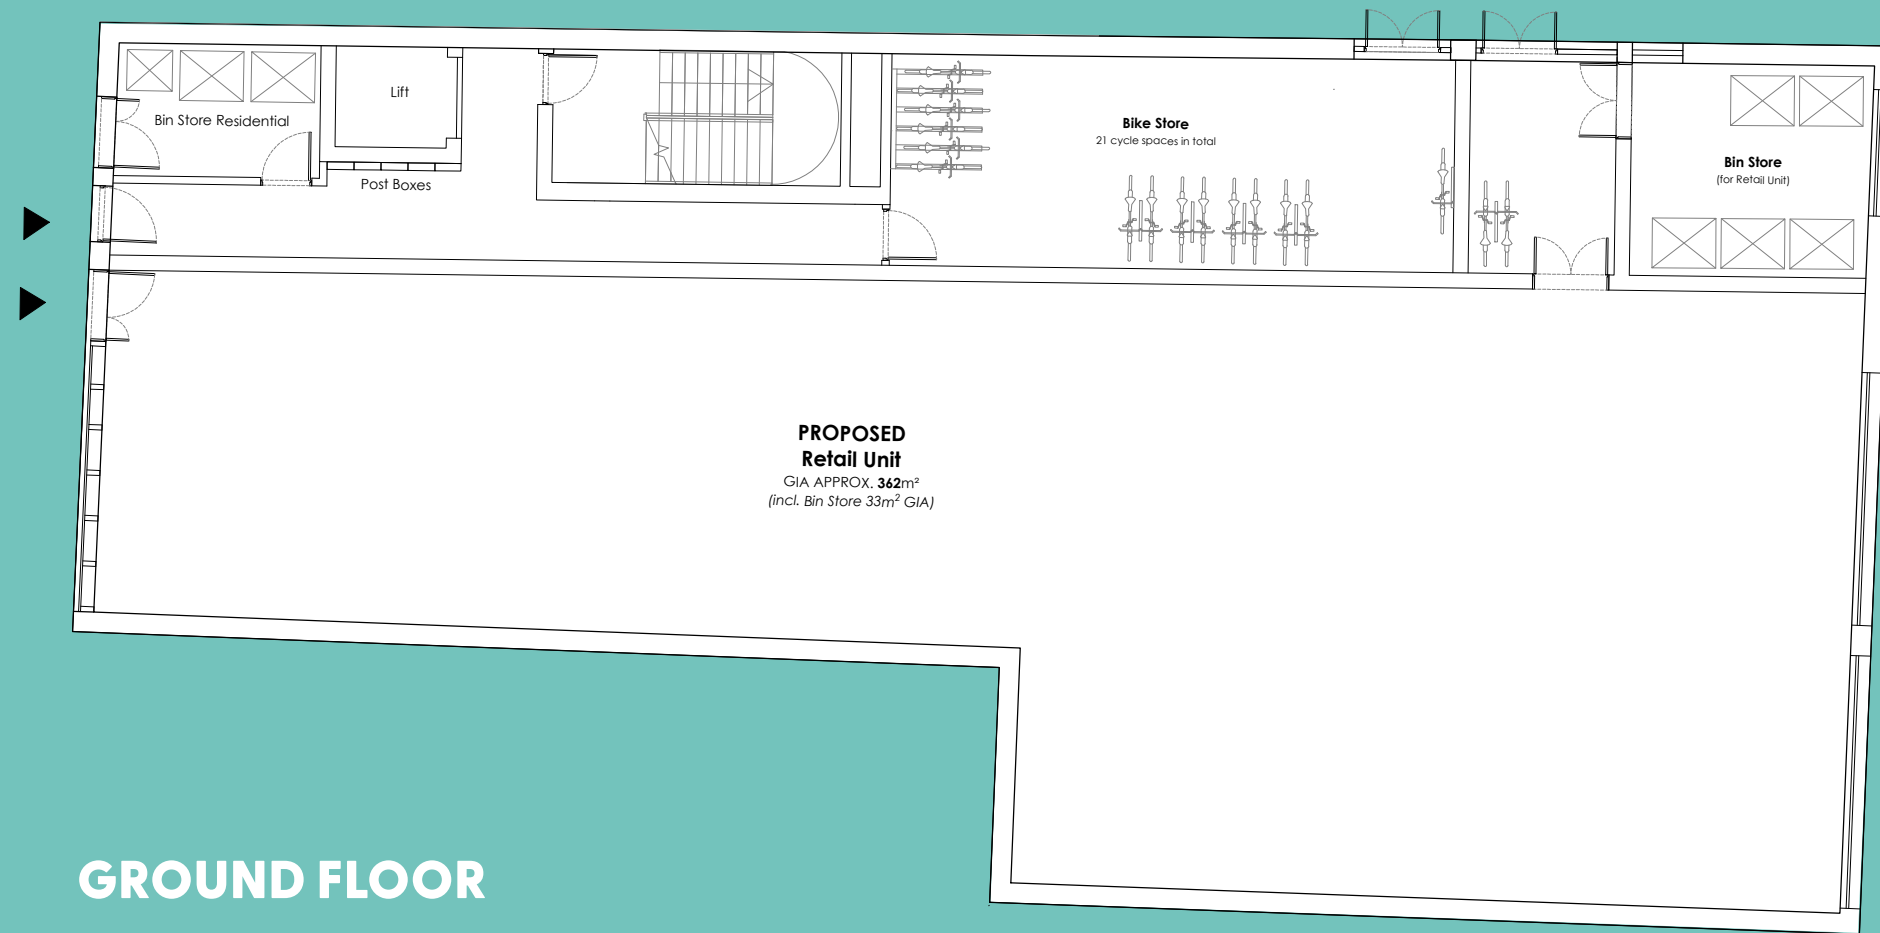 Lift
Bin Store Residential
Post Boxes
Bike Store
21 cycle spaces in total
Bin Store
(for Retail Unit)
PROPOSED
Retail Unit
GIA APPROX. 362m²
(incl. Bin Store 33m² GIA)
GROUND FLOOR